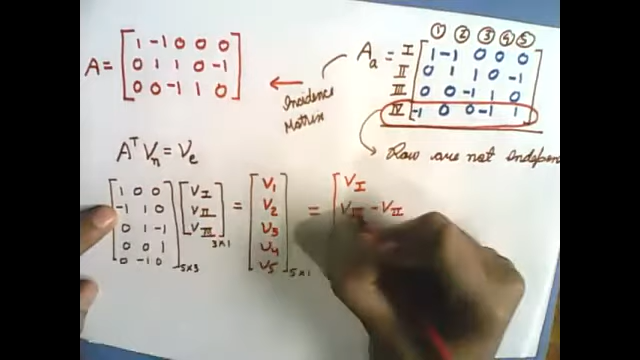 A = [ 1 -1 0 0 0
0 1 1 0 -1
0 0 -1 1 0 ]
Incidence
Matrix
① ② ③ ④ ⑤
Aa = I [ 1 -1 0 0 0
II 0 1 1 0 -1
III 0 0 -1 1 0
IV -1 0 0 -1 1 ]
Row are not Indepen
Aᵀ Vn = Ve
[ 1 0 0 ] [ VI ] = [ V1 ] = [ VI
-1 1 0 VII V2 - VII
0 1 -1 VIII V3
0 0 1 3x1 V4
0 -1 0 ] 5x3 V5 ] 5x1